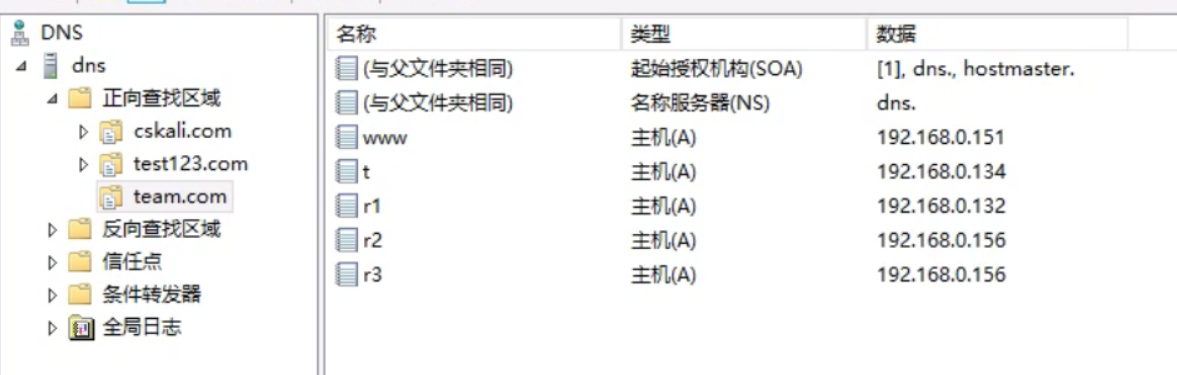 DNS
dns
正向查找区域
cskali.com
test123.com
team.com
反向查找区域
信任点
条件转发器
全局日志
名称 类型 数据
(与父文件夹相同) 起始授权机构(SOA) [1], dns., hostmaster.
(与父文件夹相同) 名称服务器(NS) dns.
www 主机(A) 192.168.0.151
t 主机(A) 192.168.0.134
r1 主机(A) 192.168.0.132
r2 主机(A) 192.168.0.156
r3 主机(A) 192.168.0.156